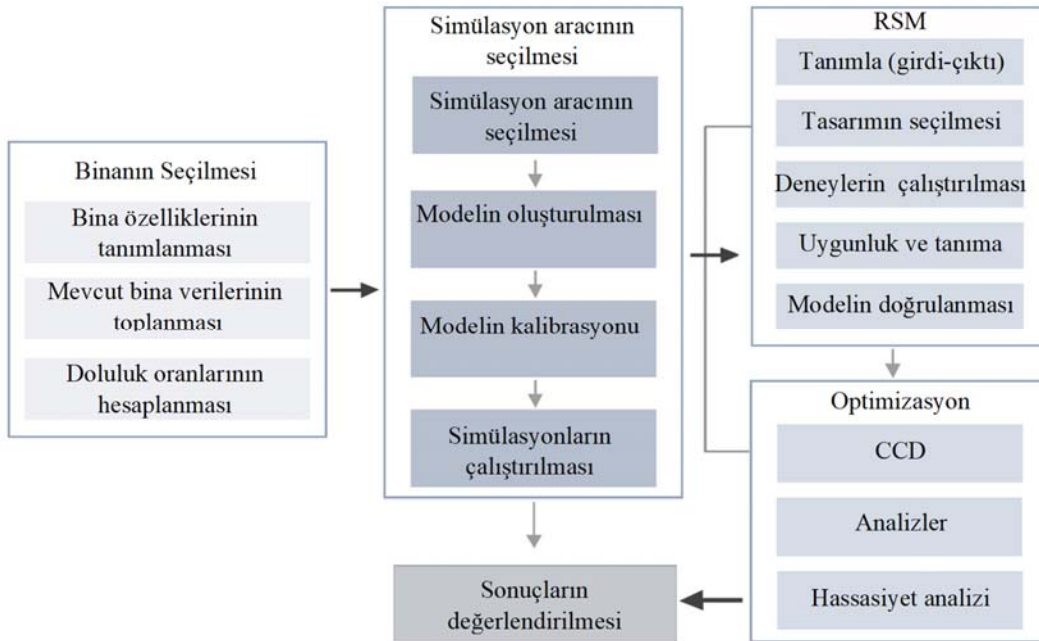 Binanın Seçilmesi
Bina özelliklerinin
tanımlanması
Mevcut bina verilerinin
toplanması
Doluluk oranlarının
hesaplanması
Simülasyon aracının
seçilmesi
Simülasyon aracının
seçilmesi
Modelin oluşturulması
Modelin kalibrasyonu
Simülasyonların
çalıştırılması
RSM
Tanımla (girdi-çıktı)
Tasarımın seçilmesi
Deneylerin çalıştırılması
Uygunluk ve tanıma
Modelin doğrulanması
Optimizasyon
CCD
Analizler
Hassasiyet analizi
Sonuçların
değerlendirilmesi